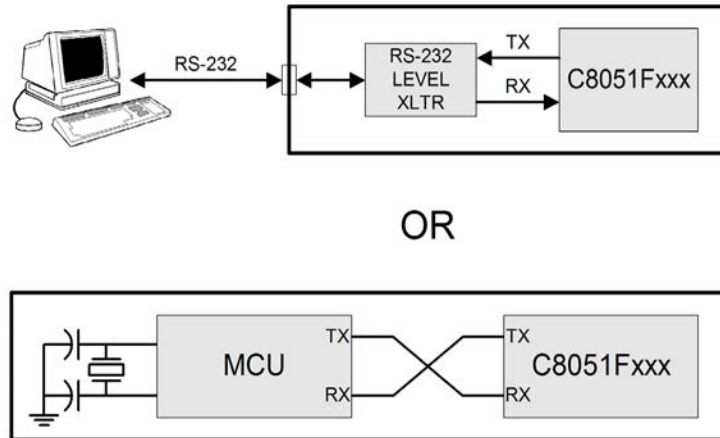 RS-232
RS-232
LEVEL
XLTR
TX
RX
C8051Fxxx
OR
MCU
TX
RX
TX
RX
C8051Fxxx